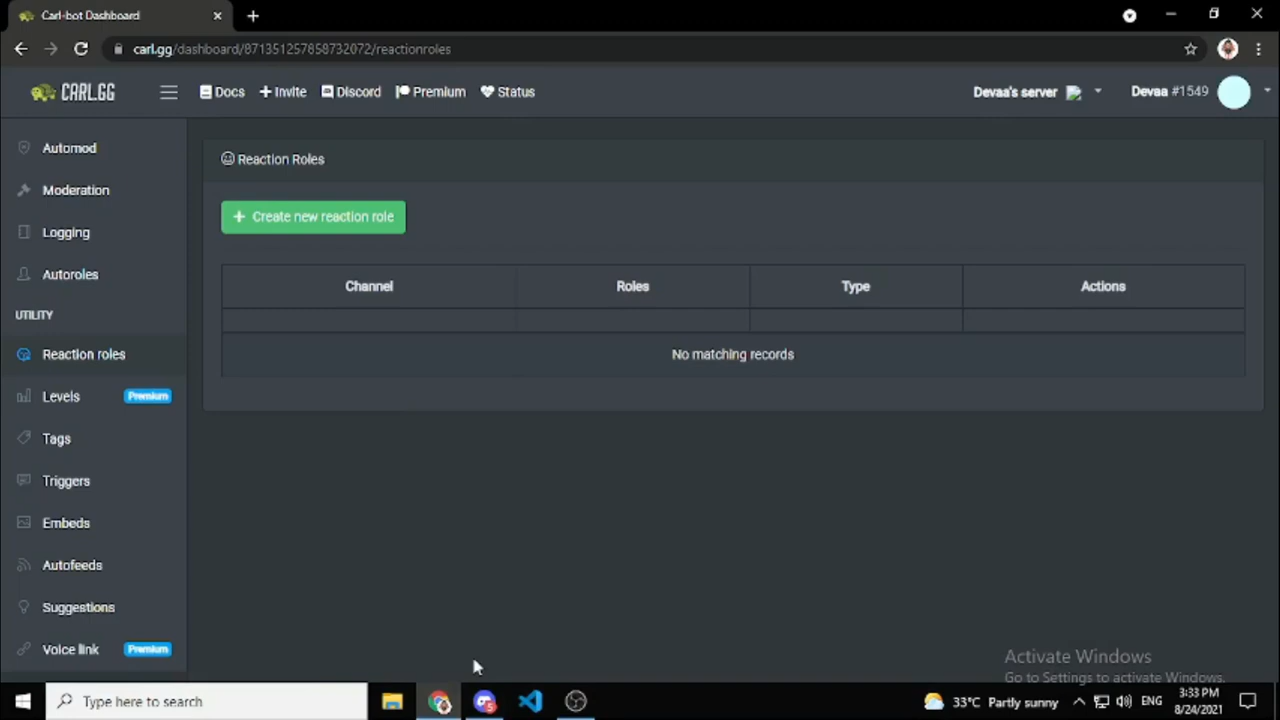 Carl-bot Dashboard
carl.gg/dashboard/871351257858732072/reactionroles
CARL.GG
Docs
Invite
Discord
Premium
Status
Devaa's server
Devaa #1549
Automod
Moderation
Logging
Autoroles
UTILITY
Reaction roles
Levels Premium
Tags
Triggers
Embeds
Autofeeds
Suggestions
Voice link Premium
Reaction Roles
+ Create new reaction role
Channel Roles Type Actions
No matching records
Activate Windows
Go to Settings to activate Windows.
Type here to search
33°C Partly sunny
ENG
3:33 PM
8/24/2021